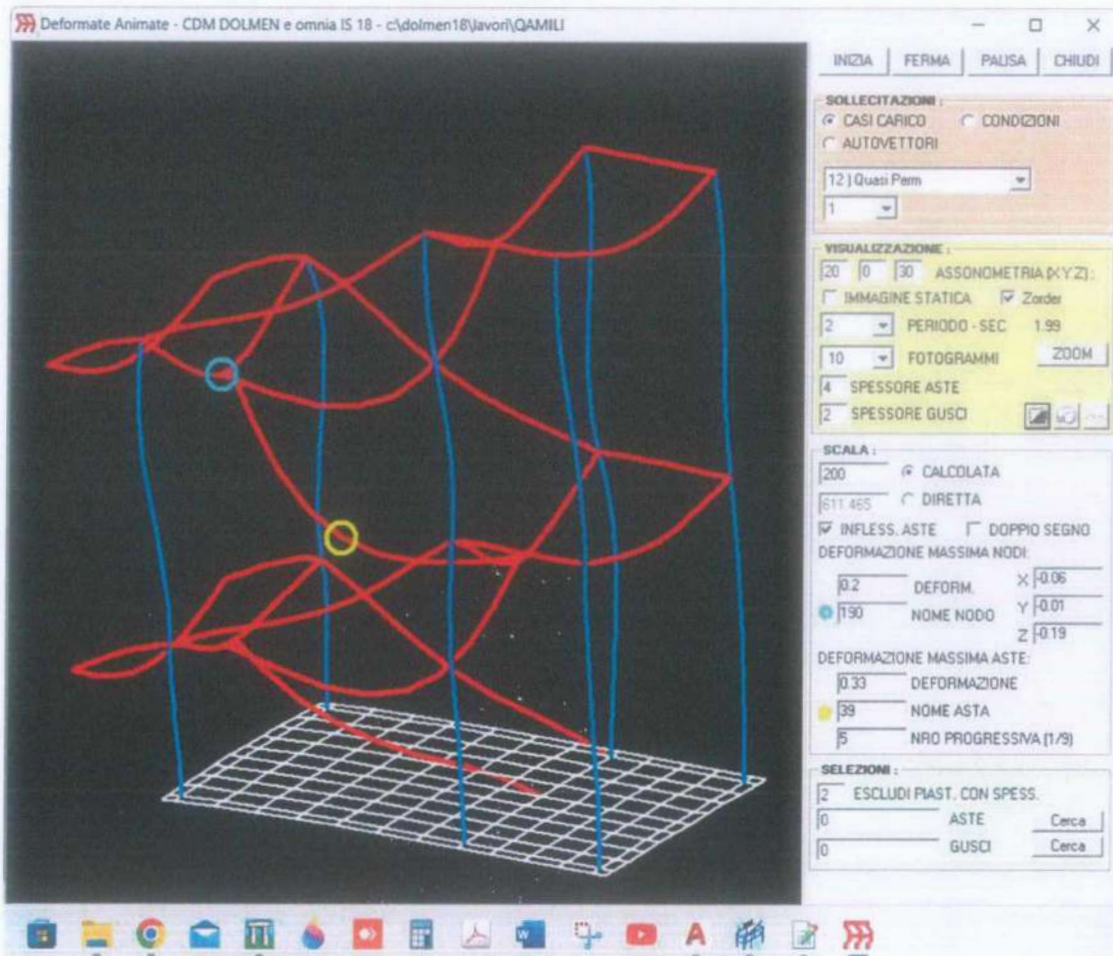 Deformate Animate - CDM DOLMEN e omnia IS 18 - c:\dolmen18\lavori\QAMILI
INIZIA FERMA PAUSA CHIUDI
SOLLECITAZIONI :
CASI CARICO CONDIZIONI
AUTOVETTORI
12 ) Quasi Perm
1
VISUALIZZAZIONE :
20 0 30 ASSONOMETRIA (X Y Z) :
IMMAGINE STATICA Zorder
2 PERIODO - SEC 1.99
10 FOTOGRAMMI ZOOM
4 SPESSORE ASTE
2 SPESSORE GUSCI
SCALA :
200 CALCOLATA
611.465 DIRETTA
INFLESS. ASTE DOPPIO SEGNO
DEFORMAZIONE MASSIMA NODI:
0.2 DEFORM. X -0.06
190 NOME NODO Y -0.01
Z -0.19
DEFORMAZIONE MASSIMA ASTE:
0.33 DEFORMAZIONE
39 NOME ASTA
5 NRO PROGRESSIVA (1/9)
SELEZIONI :
2 ESCLUDI PIAST. CON SPESS.
0 ASTE Cerca
0 GUSCI Cerca